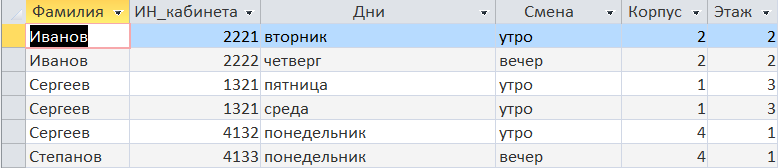 Фамилия ИН_кабинета Дни Смена Корпус Этаж
Иванов 2221 вторник утро 2 2
Иванов 2222 четверг вечер 2 2
Сергеев 1321 пятница утро 1 3
Сергеев 1321 среда утро 1 3
Сергеев 4132 понедельник утро 4 1
Степанов 4133 понедельник вечер 4 1